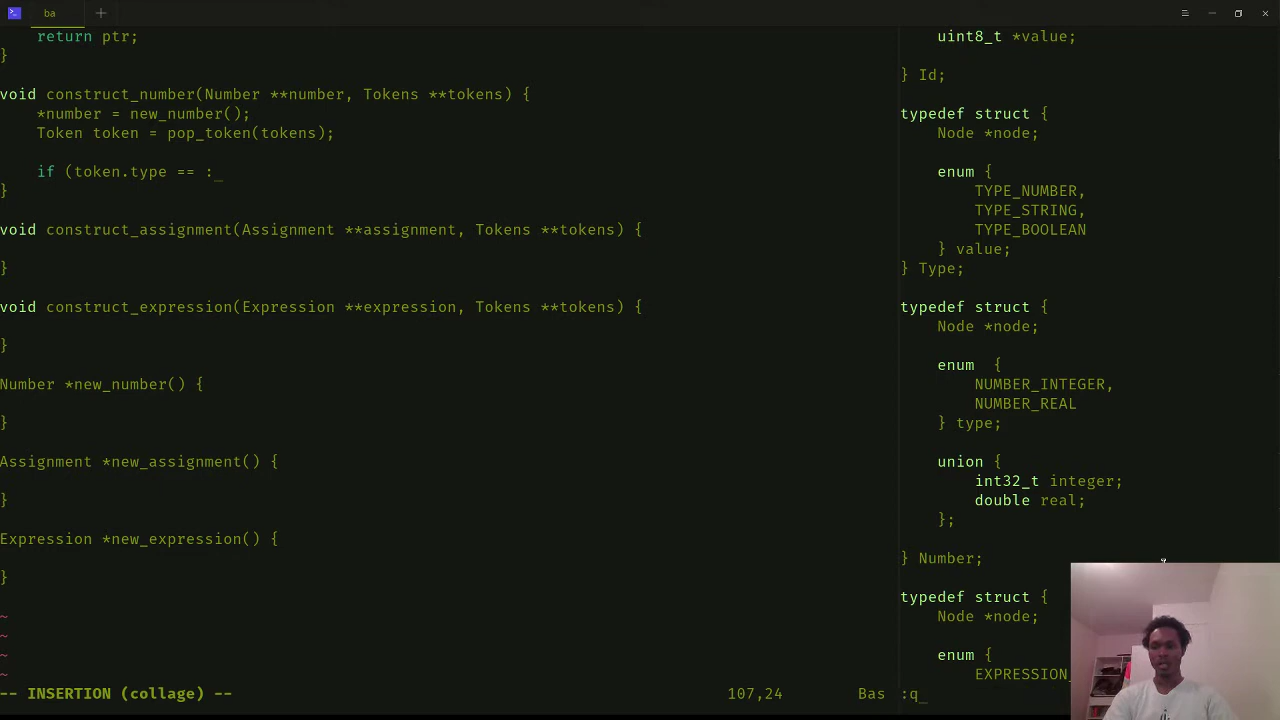 ba
return ptr;
}
void construct_number(Number **number, Tokens **tokens) {
*number = new_number();
Token token = pop_token(tokens);
if (token.type == :_
}
void construct_assignment(Assignment **assignment, Tokens **tokens) {
}
void construct_expression(Expression **expression, Tokens **tokens) {
}
Number *new_number() {
}
Assignment *new_assignment() {
}
Expression *new_expression() {
}
~
~
~
~
-- INSERTION (collage) --
107,24
Bas
uint8_t *value;
} Id;
typedef struct {
Node *node;
enum {
TYPE_NUMBER,
TYPE_STRING,
TYPE_BOOLEAN
} value;
} Type;
typedef struct {
Node *node;
enum  {
NUMBER_INTEGER,
NUMBER_REAL
} type;
union {
int32_t integer;
double real;
};
} Number;
typedef struct {
Node *node;
enum {
EXPRESSION_
:q_